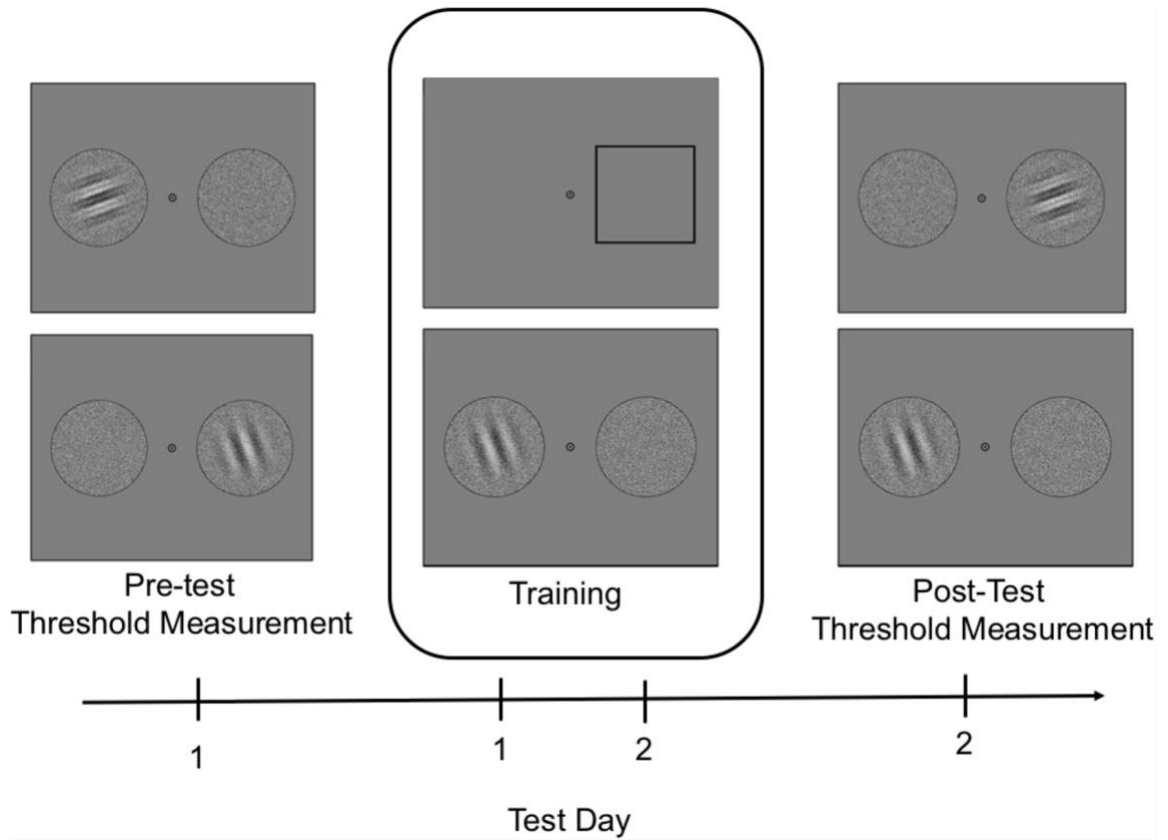 Pre-test
Threshold Measurement
Training
Post-Test
Threshold Measurement
1
1
2
2
Test Day